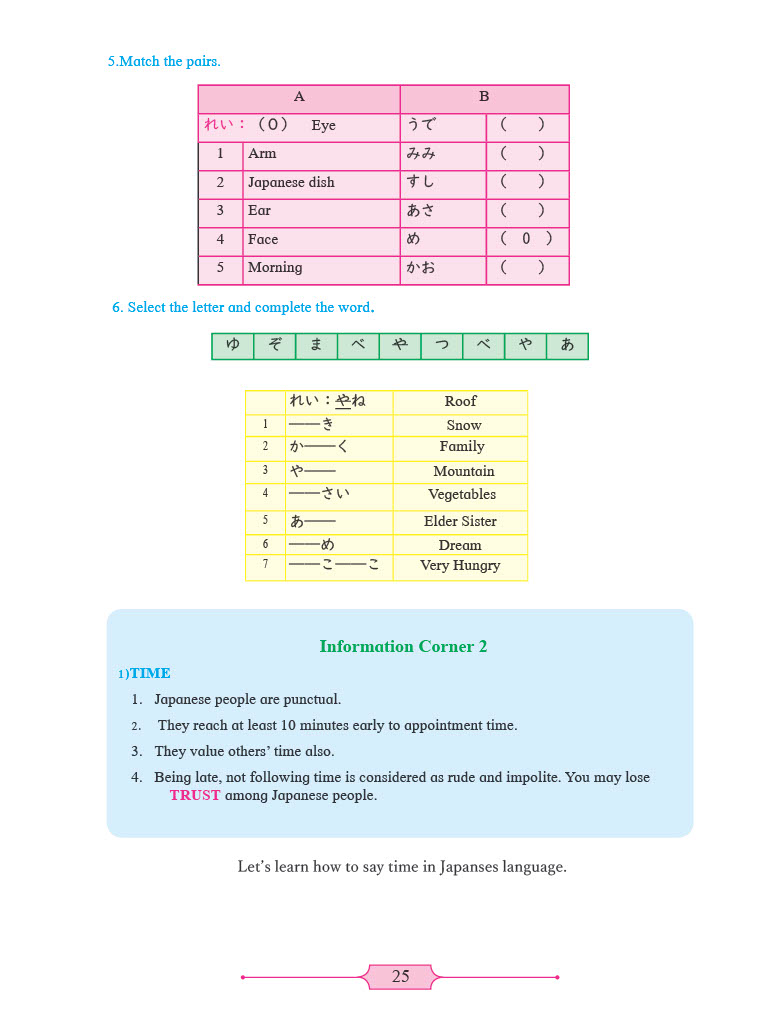 5.Match the pairs.
A B
れい： （０） Eye うで ( )
1 Arm みみ ( )
2 Japanese dish すし ( )
3 Ear あさ ( )
4 Face め ( 0 )
5 Morning かお ( )
6. Select the letter and complete the word.
ゆ ぞ ま べ や つ べ や あ
れい：やね Roof
1 ——き Snow
2 か——く Family
3 や—— Mountain
4 ——さい Vegetables
5 あ—— Elder Sister
6 ——め Dream
7 ——こ——こ Very Hungry
Information Corner 2
1)TIME
1. Japanese people are punctual.
2. They reach at least 10 minutes early to appointment time.
3. They value others’ time also.
4. Being late, not following time is considered as rude and impolite. You may lose
TRUST among Japanese people.
Let’s learn how to say time in Japanses language.
25